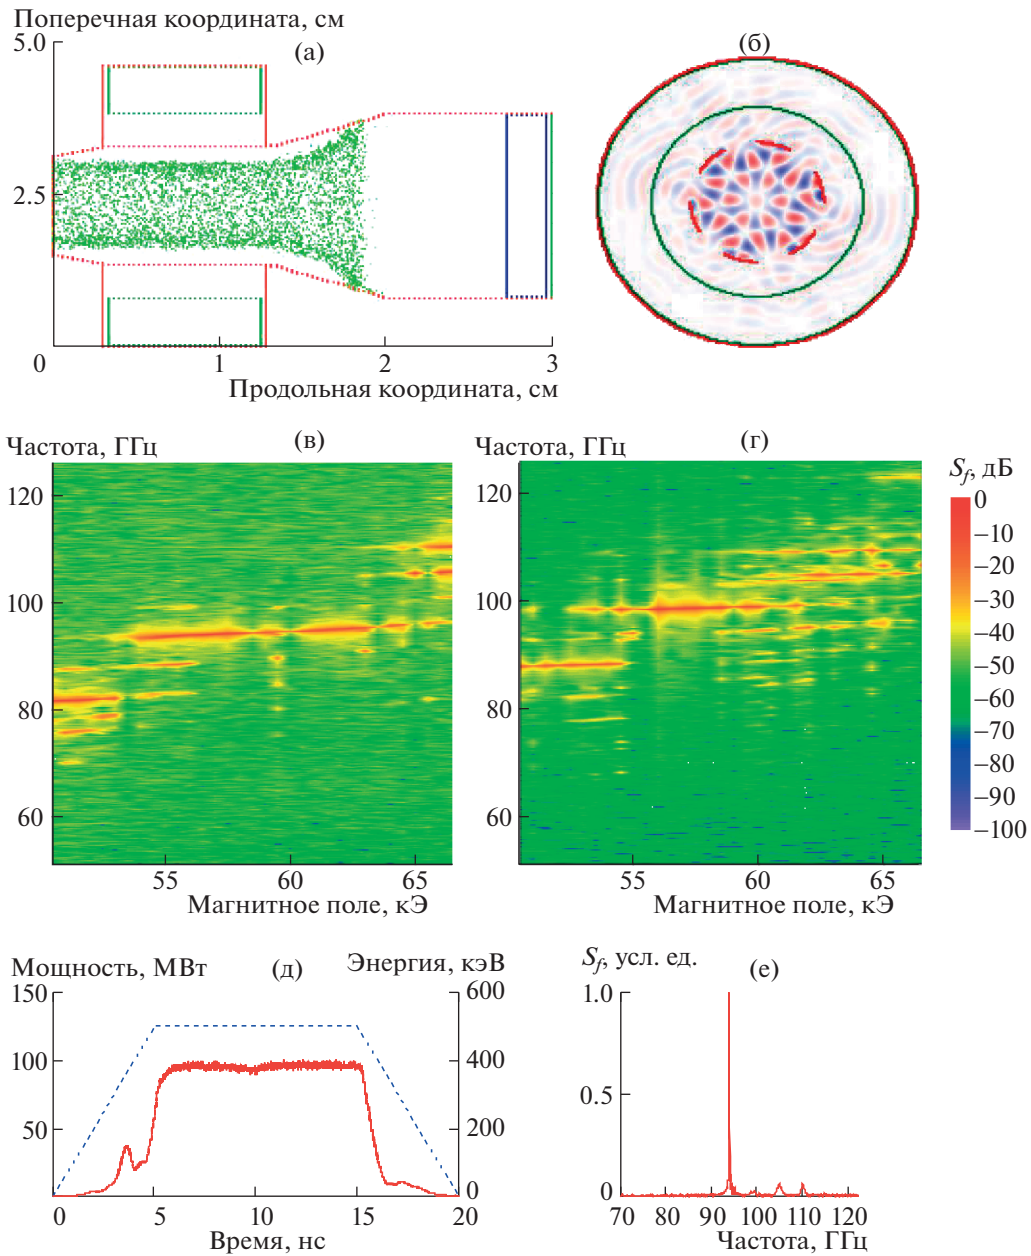 Поперечная координата, см
(а)
(б)
5.0
2.5
0
1
2
3
Продольная координата, см
Частота, ГГц
(в)
120
100
80
60
55
60
65
Магнитное поле, кЭ
Частота, ГГц
(г)
120
100
80
60
55
60
65
Магнитное поле, кЭ
S_f, дБ
0
–10
–20
–30
–40
–50
–60
–70
–80
–90
–100
Мощность, МВт
(д)
Энергия, кэВ
150
100
50
600
400
200
0
0
5
10
15
20
Время, нс
S_f, усл. ед.
(е)
1.0
0.5
0
70
80
90
100
110
120
Частота, ГГц